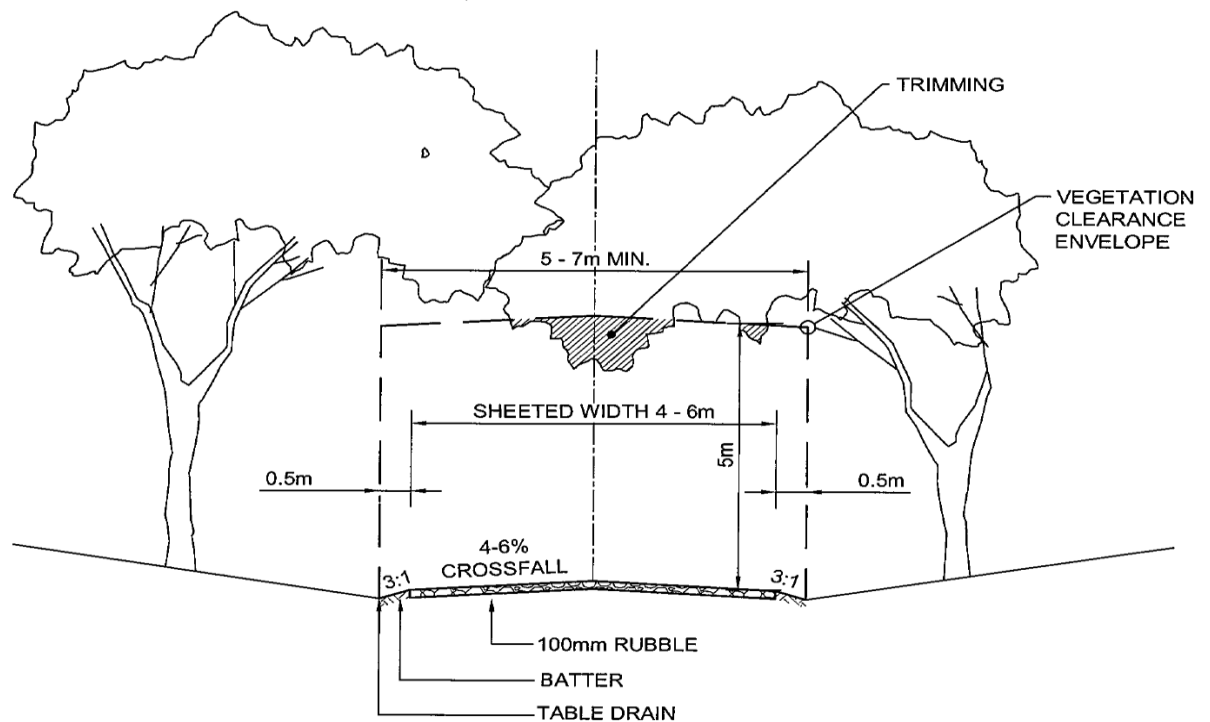 TRIMMING
VEGETATION
CLEARANCE
ENVELOPE
5 - 7m MIN.
SHEETED WIDTH 4 - 6m
5m
0.5m
0.5m
4-6%
CROSSFALL
3:1
3:1
100mm RUBBLE
BATTER
TABLE DRAIN